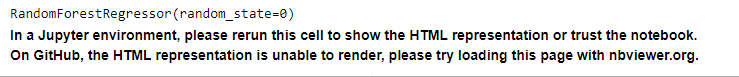 RandomForestRegressor(random_state=0)
In a Jupyter environment, please rerun this cell to show the HTML representation or trust the notebook.
On GitHub, the HTML representation is unable to render, please try loading this page with nbviewer.org.